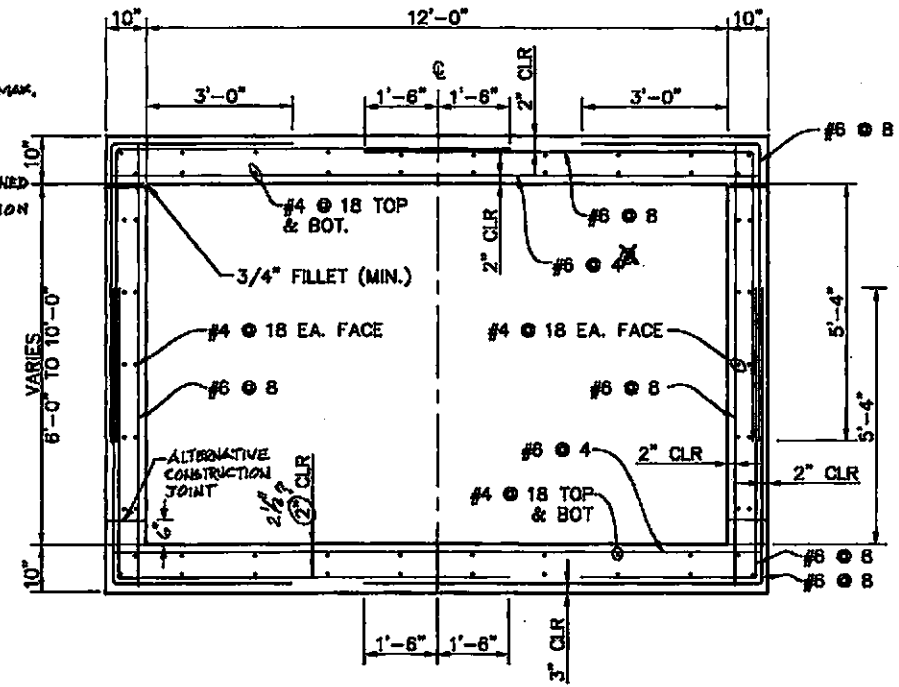 10" 12'-0" 10"
MAX.
3'-0" 1'-6" ℄ 1'-6" 2" CLR 3'-0"
#6 @ 8
10"
#4 @ 18 TOP
& BOT.
2" CLR
#6 @ 8
#6 @ 4
3/4" FILLET (MIN.)
VARIES
6'-0" TO 10'-0"
#4 @ 18 EA. FACE
#4 @ 18 EA. FACE
5'-4"
5'-4"
#6 @ 8
#6 @ 8
ALTERNATIVE
CONSTRUCTION
JOINT
6"
2 1/2"?
2" CLR
#6 @ 4
#4 @ 18 TOP
& BOT
2" CLR
2" CLR
10"
#6 @ 8
#6 @ 8
1'-6" 1'-6"
3" CLR